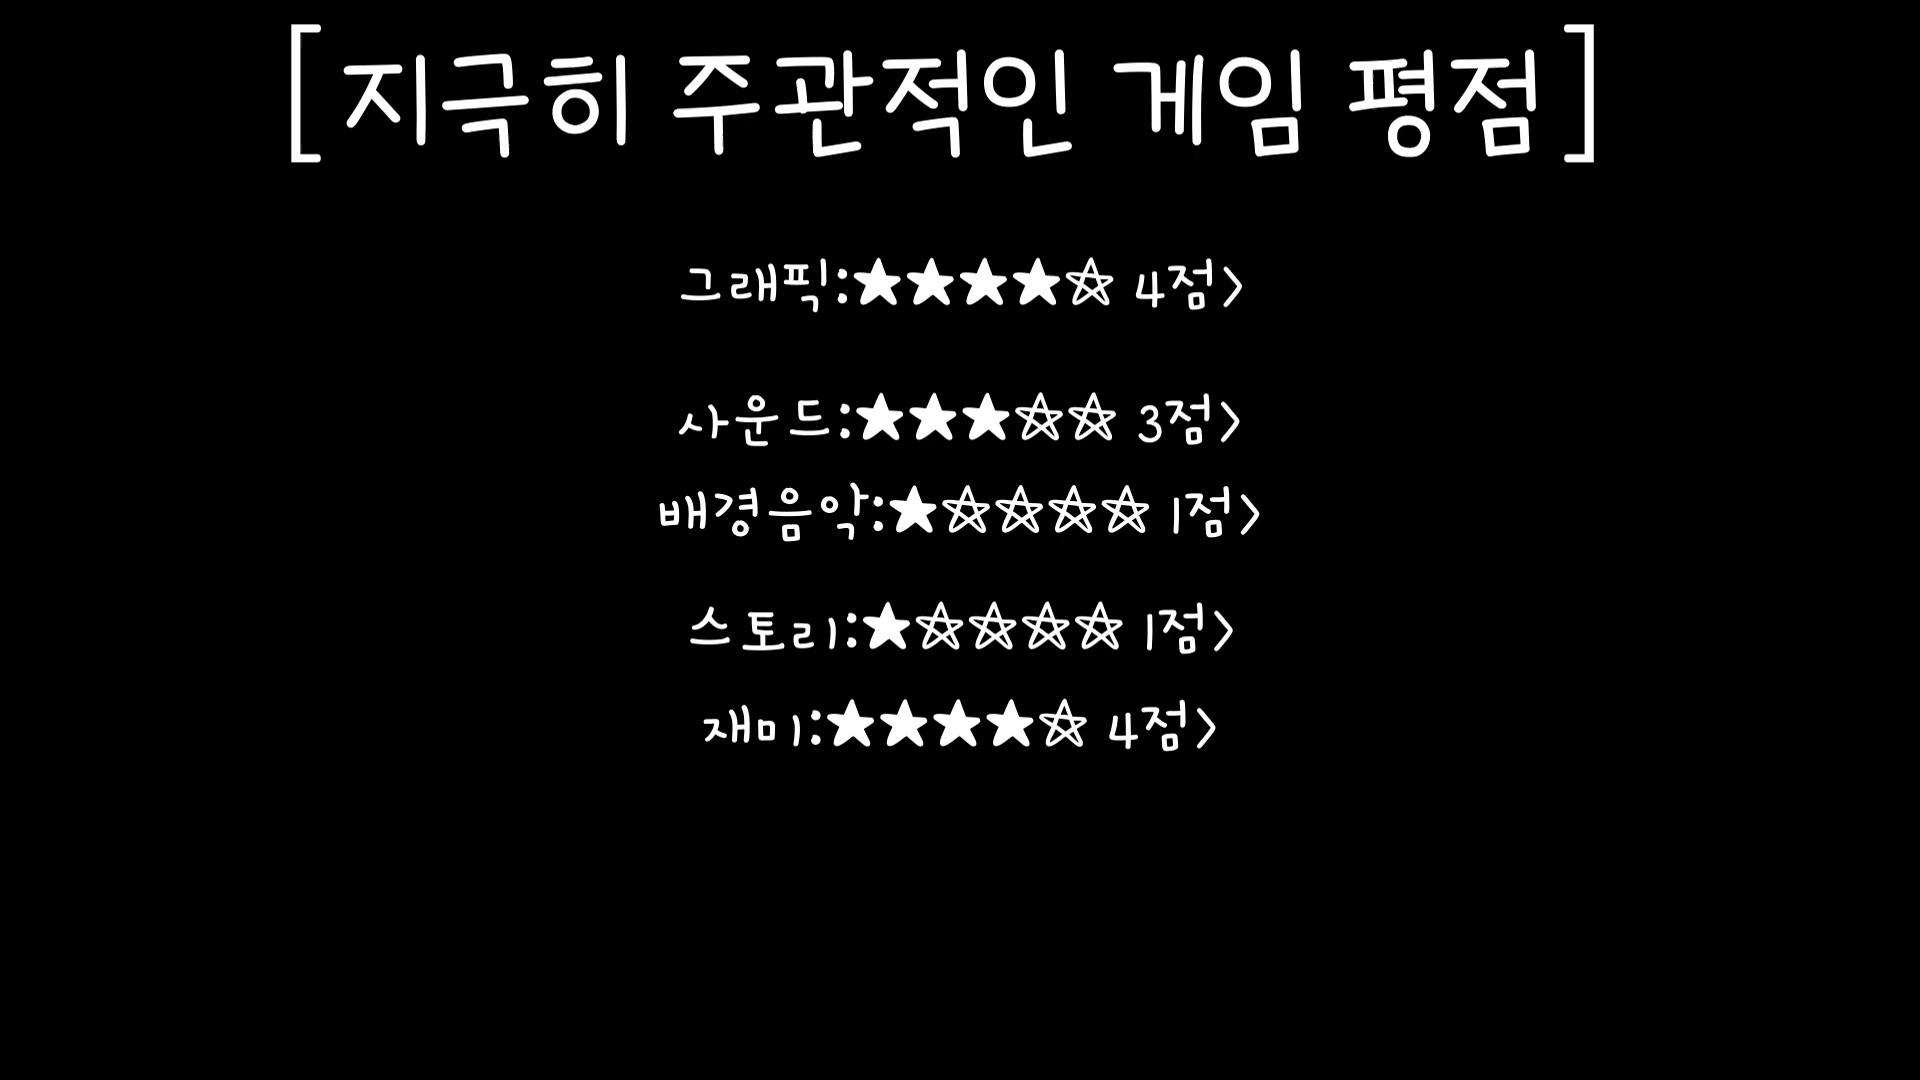 [지극히 주관적인 게임 평점]
그래픽:★★★★☆ 4점>
사운드:★★★☆☆ 3점>
배경음악:★☆☆☆☆ 1점>
스토리:★☆☆☆☆ 1점>
재미:★★★★☆ 4점>